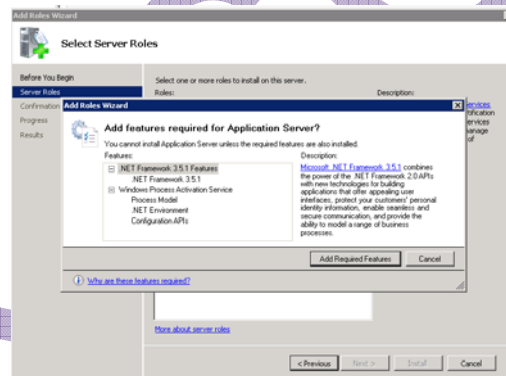 Add Roles Wizard
Select Server Roles
Before You Begin
Server Roles
Confirmation
Progress
Results
Select one or more roles to install on this server.
Roles:
Description:
Add Roles Wizard
Add features required for Application Server?
You cannot install Application Server unless the required features are also installed.
Features:
.NET Framework 3.5.1 Features
.NET Framework 3.5.1
Windows Process Activation Service
Process Model
.NET Environment
Configuration APIs
Description:
Microsoft .NET Framework 3.5.1 combines
the power of the .NET Framework 2.0 APIs
with new technologies for building
applications that offer appealing user
interfaces, protect your customers' personal
identity information, enable seamless and
secure communication, and provide the
ability to model a range of business
processes.
Add Required Features
Cancel
Why are these features required?
More about server roles
< Previous
Next >
Install
Cancel